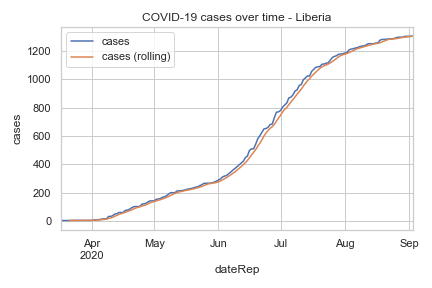 COVID-19 cases over time - Liberia
cases
cases (rolling)
1200
1000
800
600
400
200
0
cases
Apr May Jun Jul Aug Sep
2020
dateRep